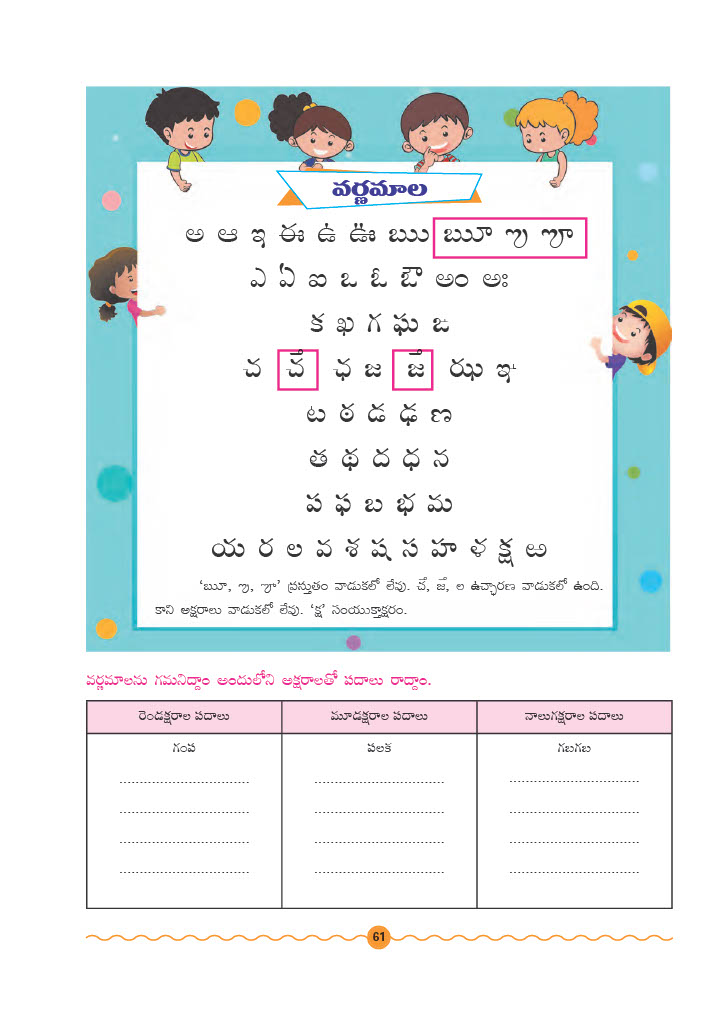 వర్ణమాల
అ ఆ ఇ ఈ ఉ ఊ ఋ ౠ ఌ ౡ
ఎ ఏ ఐ ఒ ఓ ఔ అం అః
క ఖ గ ఘ ఙ
చ ౘ ఛ జ ౙ ఝ ఞ
ట ఠ డ ఢ ణ
త థ ద ధ న
ప ఫ బ భ మ
య ర ల వ శ ష స హ ళ క్ష ఱ
‘ౠ, ఌ, ౡ’ ప్రస్తుతం వాడుకలో లేవు. ౘ, ౙ, ల ఉచ్చారణ వాడుకలో ఉంది.
కాని అక్షరాలు వాడుకలో లేవు. ‘క్ష’ సంయుక్తాక్షరం.
వర్ణమాలను గమనిద్దాం అందులోని అక్షరాలతో పదాలు రాద్దాం.
రెండక్షరాల పదాలు మూడక్షరాల పదాలు నాలుగక్షరాల పదాలు
గంప పలక గబగబ
61